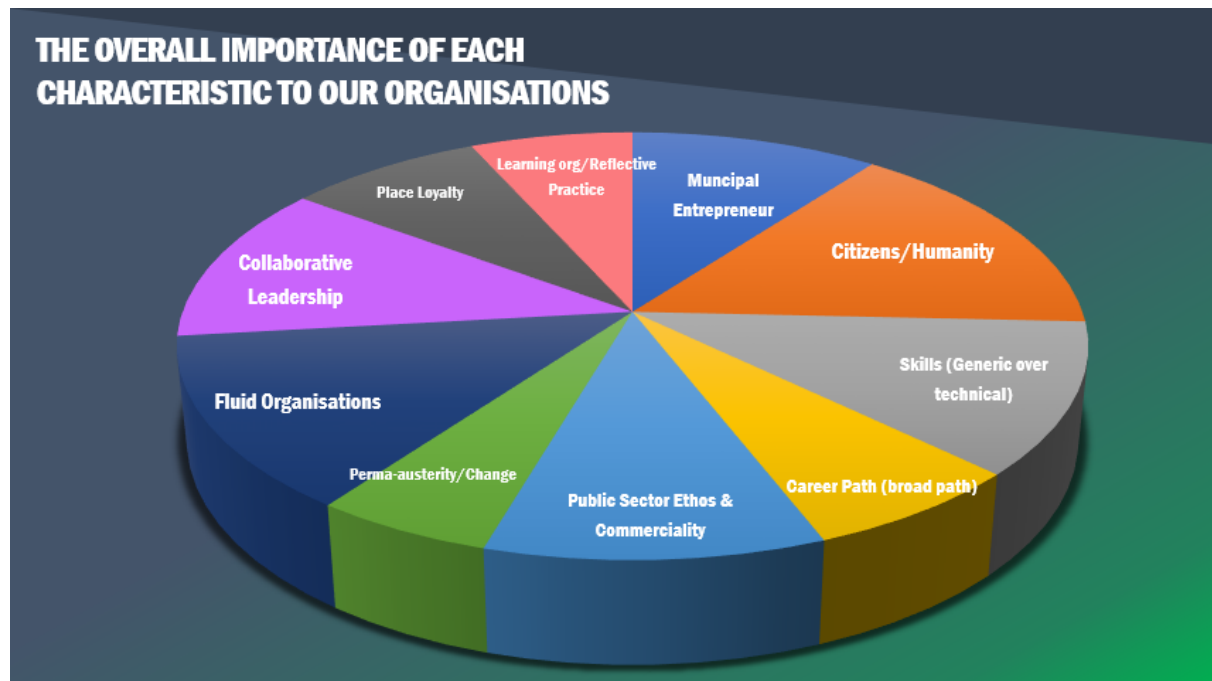 THE OVERALL IMPORTANCE OF EACH
CHARACTERISTIC TO OUR ORGANISATIONS
Learning org/Reflective
Practice
Muncipal
Entrepreneur
Place Loyalty
Citizens/Humanity
Collaborative
Leadership
Skills (Generic over
technical)
Fluid Organisations
Perma-austerity/Change
Career Path (broad path)
Public Sector Ethos &
Commerciality